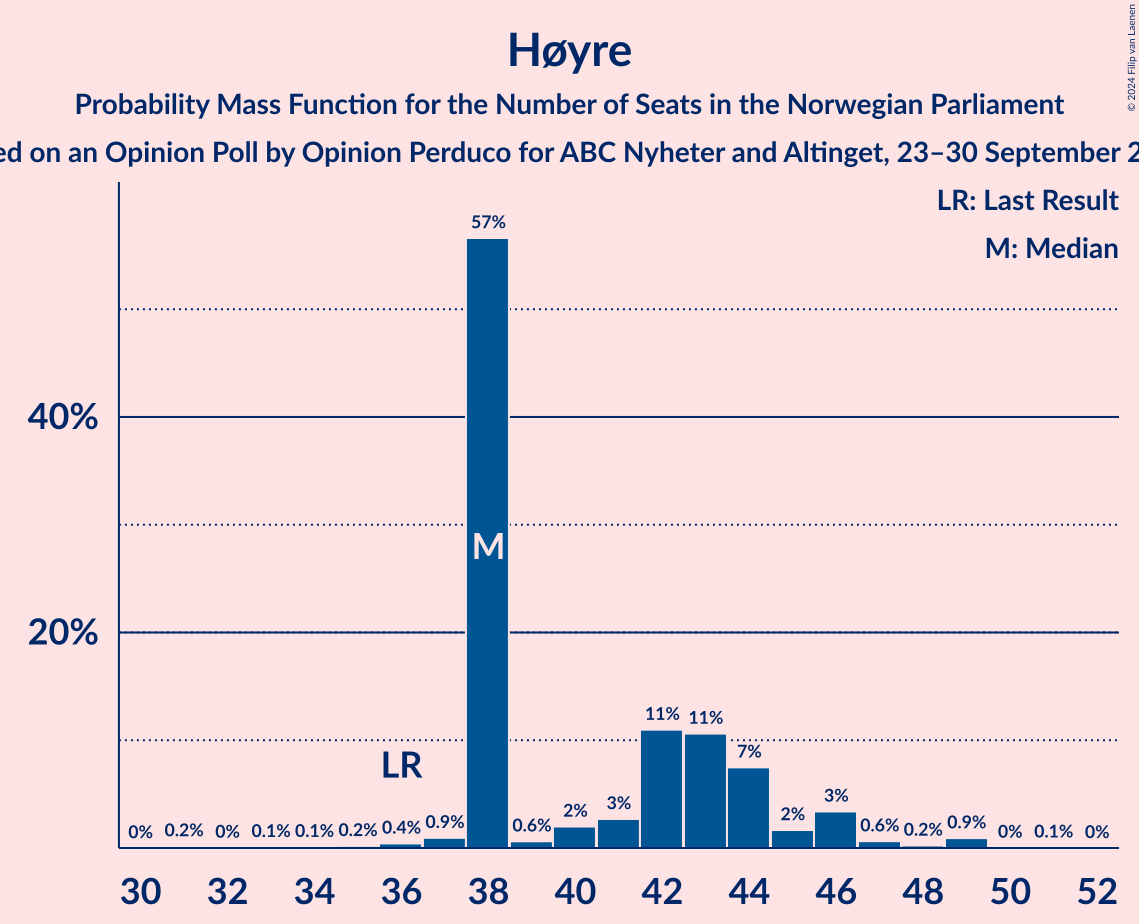 Høyre
Probability Mass Function for the Number of Seats in the Norwegian Parliament
on an Opinion Poll by Opinion Perduco for ABC Nyheter and Altinget, 23–30 September
© 2024 Filip van Laenen
LR: Last Result
M: Median
57%
40%
M
20%
11% 11%
7%
LR
0% 0.2% 0% 0.1% 0.1% 0.2% 0.4% 0.9% 0.6% 2% 3% 2% 3% 0.6% 0.2% 0.9% 0% 0.1% 0%
30 32 34 36 38 40 42 44 46 48 50 52